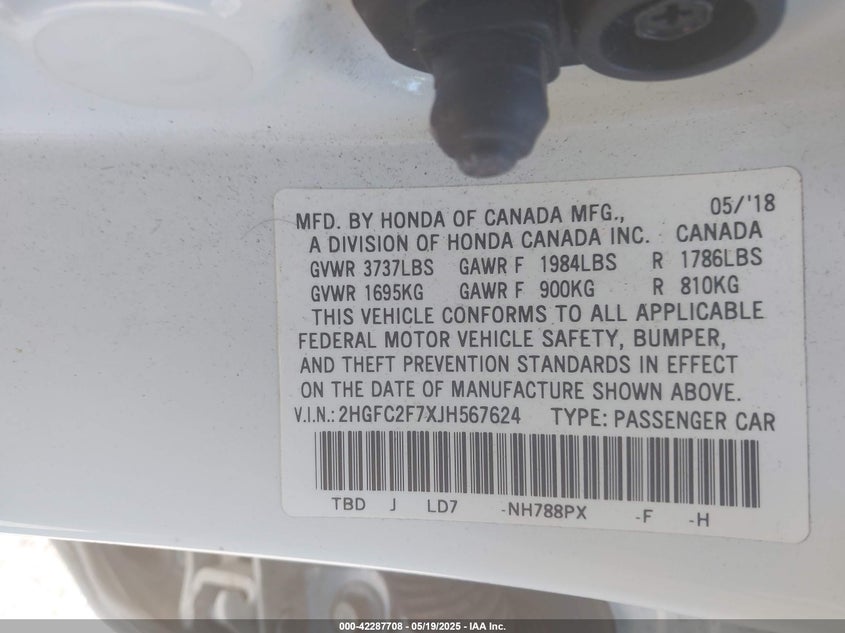 05/'18
MFD. BY HONDA OF CANADA MFG.,
A DIVISION OF HONDA CANADA INC. CANADA
GVWR 3737LBS GAWR F 1984LBS R 1786LBS
GVWR 1695KG GAWR F 900KG R 810KG
THIS VEHICLE CONFORMS TO ALL APPLICABLE
FEDERAL MOTOR VEHICLE SAFETY, BUMPER,
AND THEFT PREVENTION STANDARDS IN EFFECT
ON THE DATE OF MANUFACTURE SHOWN ABOVE.
V.I.N.: 2HGFC2F7XJH567624 TYPE: PASSENGER CAR
TBD J LD7 -NH788PX -F -H
000-42287708 - 05/19/2025 - IAA Inc.